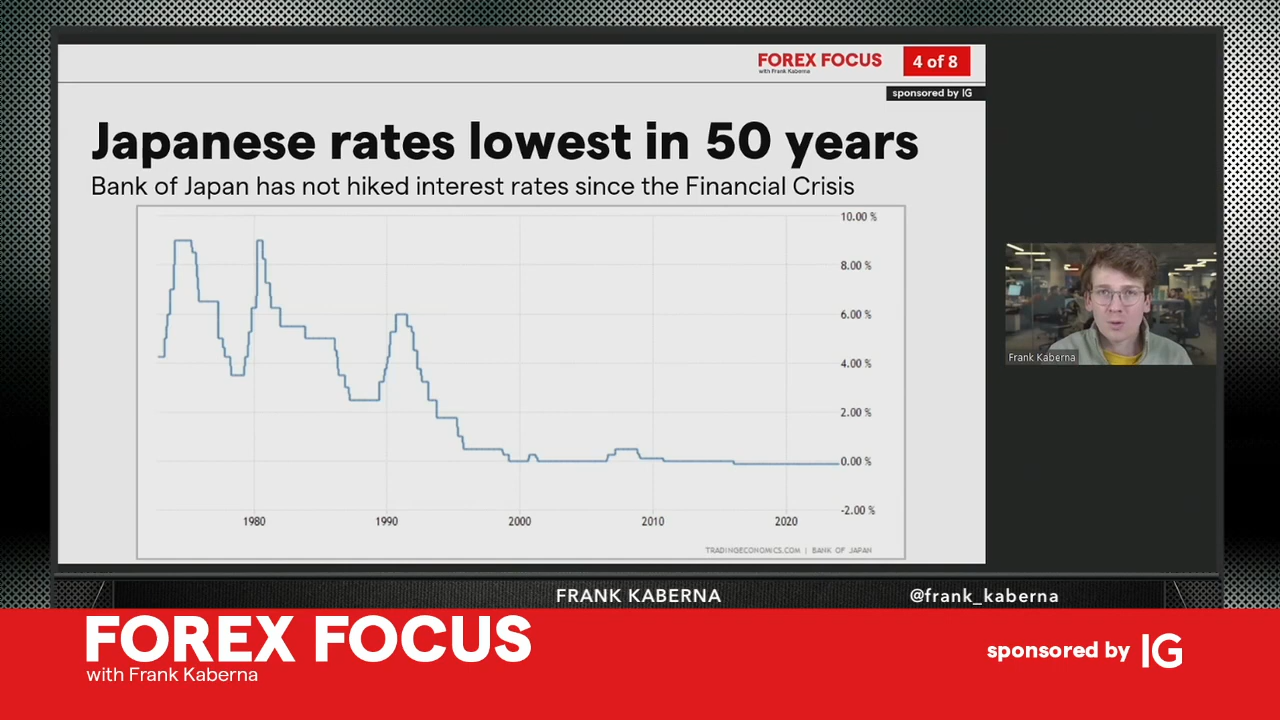 FOREX FOCUS
with Frank Kaberna
4 of 8
sponsored by IG
Japanese rates lowest in 50 years
Bank of Japan has not hiked interest rates since the Financial Crisis
10.00 %
8.00 %
6.00 %
4.00 %
2.00 %
0.00 %
-2.00 %
1980 1990 2000 2010 2020
TRADINGECONOMICS.COM | BANK OF JAPAN
Frank Kaberna
FRANK KABERNA @frank_kaberna
FOREX FOCUS
with Frank Kaberna
sponsored by IG